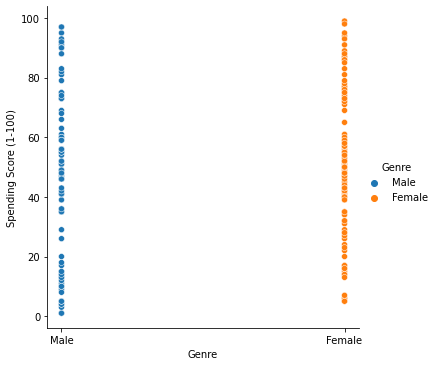 100
80
60
40
20
0
Spending Score (1-100)
Male
Female
Genre
Genre
Male
Female